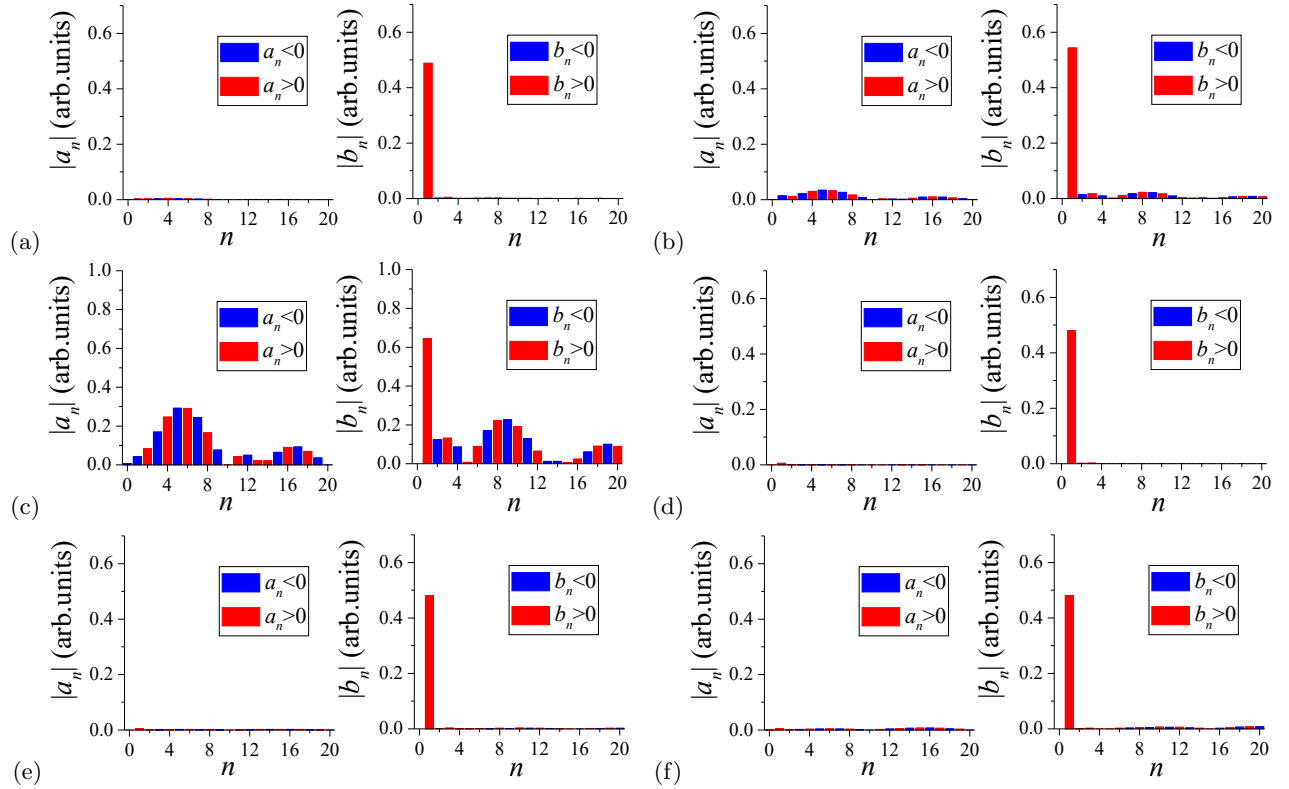 0.6
0.4
0.2
0.0
|a_n| (arb.units)
a_n<0
a_n>0
0 4 8 12 16 20
n
0.6
0.4
0.2
0.0
|b_n| (arb.units)
b_n<0
b_n>0
0 4 8 12 16 20
n
(a)
0.6
0.4
0.2
0.0
|a_n| (arb.units)
a_n<0
a_n>0
0 4 8 12 16 20
n
0.6
0.4
0.2
0.0
|b_n| (arb.units)
b_n<0
b_n>0
0 4 8 12 16 20
n
(b)
1.0
0.8
0.6
0.4
0.2
0.0
|a_n| (arb.units)
a_n<0
a_n>0
0 4 8 12 16 20
n
1.0
0.8
0.6
0.4
0.2
0.0
|b_n| (arb.units)
b_n<0
b_n>0
0 4 8 12 16 20
n
(c)
0.6
0.4
0.2
0.0
|a_n| (arb.units)
a_n<0
a_n>0
0 4 8 12 16 20
n
0.6
0.4
0.2
0.0
|b_n| (arb.units)
b_n<0
b_n>0
0 4 8 12 16 20
n
(d)
0.6
0.4
0.2
0.0
|a_n| (arb.units)
a_n<0
a_n>0
0 4 8 12 16 20
n
0.6
0.4
0.2
0.0
|b_n| (arb.units)
b_n<0
b_n>0
0 4 8 12 16 20
n
(e)
0.6
0.4
0.2
0.0
|a_n| (arb.units)
a_n<0
a_n>0
0 4 8 12 16 20
n
0.6
0.4
0.2
0.0
|b_n| (arb.units)
b_n<0
b_n>0
0 4 8 12 16 20
n
(f)